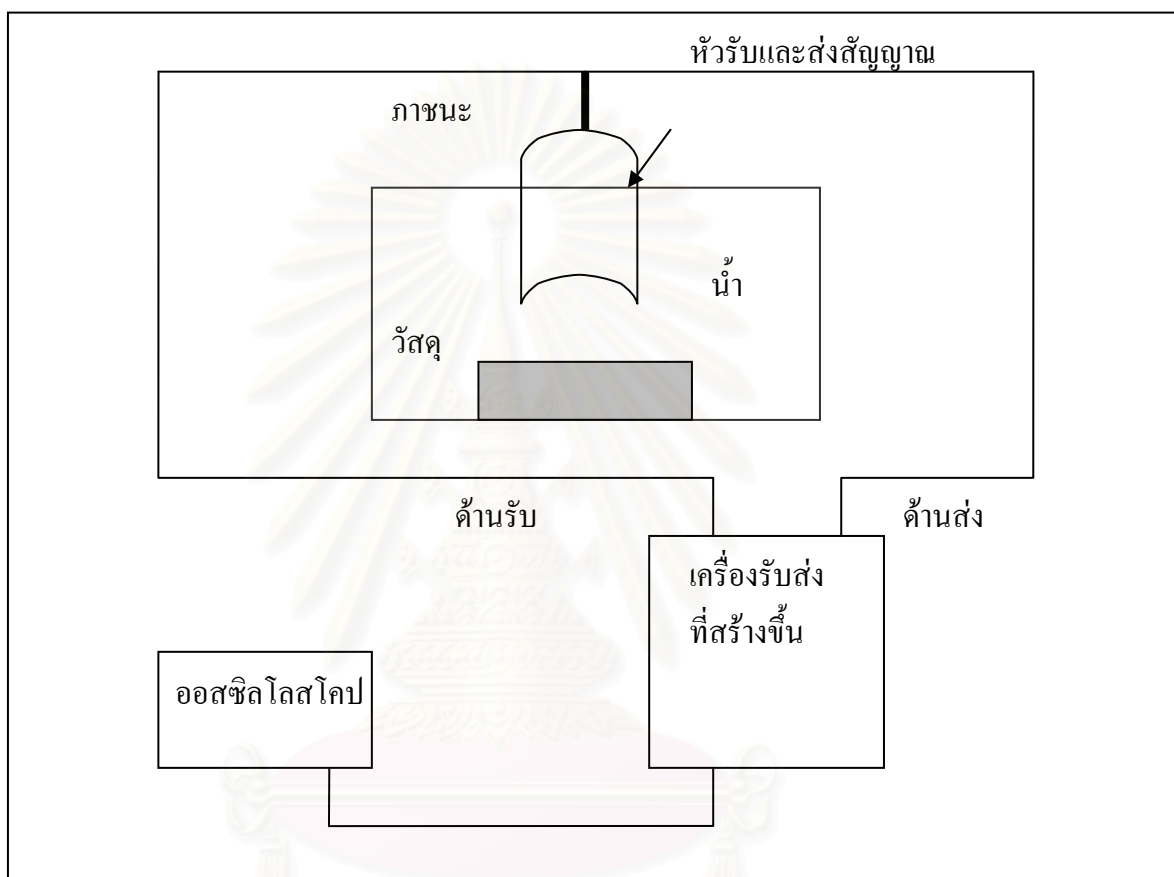 หัวรับและส่งสัญญาณ
ภาชนะ
น้ำ
วัสดุ
ด้านรับ
ด้านส่ง
เครื่องรับส่ง
ที่สร้างขึ้น
ออสซิลโลสโคป